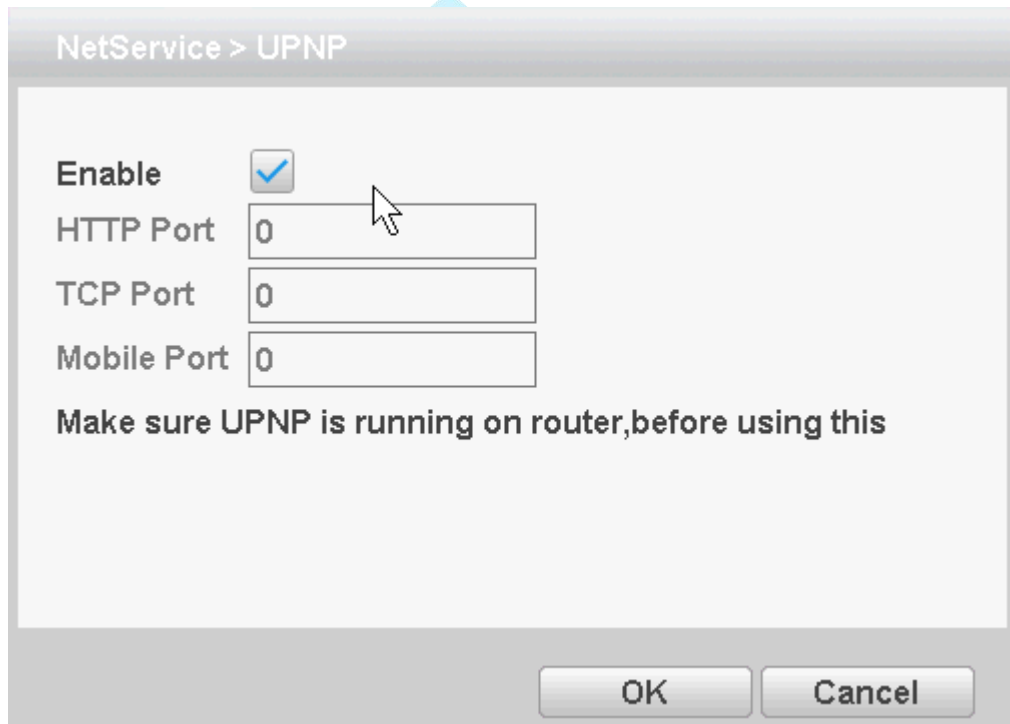 NetService > UPNP
Enable
HTTP Port 0
TCP Port 0
Mobile Port 0
Make sure UPNP is running on router,before using this
OK Cancel